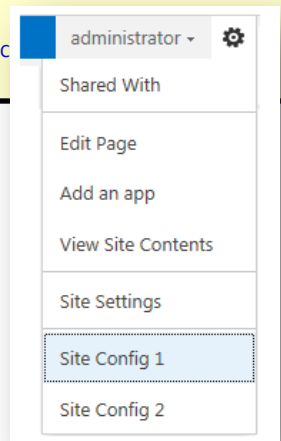 c
administrator
Shared With
Edit Page
Add an app
View Site Contents
Site Settings
Site Config 1
Site Config 2